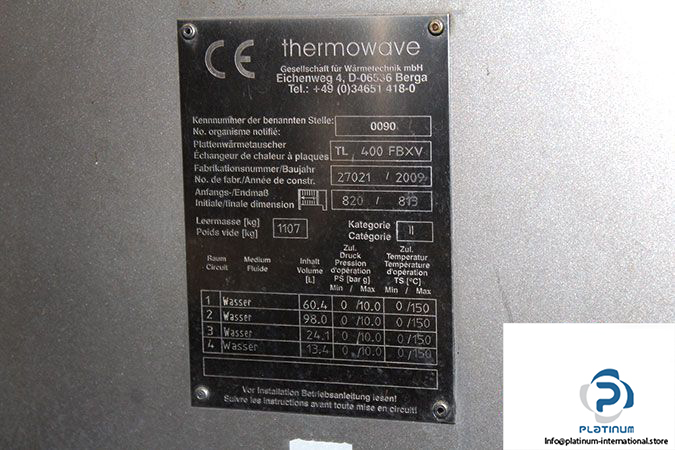 CE thermowave
Gesellschaft für Wärmetechnik mbH
Eichenweg 4, D-06536 Berga
Tel.: +49 (0)34651 418-0
Kennnummer der benannten Stelle: 0090
No. organisme notifié:
Plattenwärmetauscher TL 400 FBXV
Échangeur de chaleur à plaques
Fabrikationsnummer/Baujahr 27021 / 2009
No. de fabr./Année de constr.
Anfangs-/Endmaß 820 / 813
Initiale/finale dimension
Leermasse [kg] 1107 Kategorie II
Poids vide [kg] Catégorie
Raum Medium Inhalt Zul. Zul.
Circuit Fluide Volume Druck Temperatur
[L] Pression Température
d'opération d'opération
PS [bar g] TS [°C]
Min / Max Min / Max
1 Wasser 60.4 0 /10.0 0 /150
2 Wasser 98.0 0 /10.0 0 /150
3 Wasser 24.1 0 /10.0 0 /150
4 Wasser 13.4 0 /10.0 0 /150
Vor Installation Betriebsanleitung lesen!
Suivre les instructions avant toute mise en circuit!
PLATINUM
Info@platinum-international.store